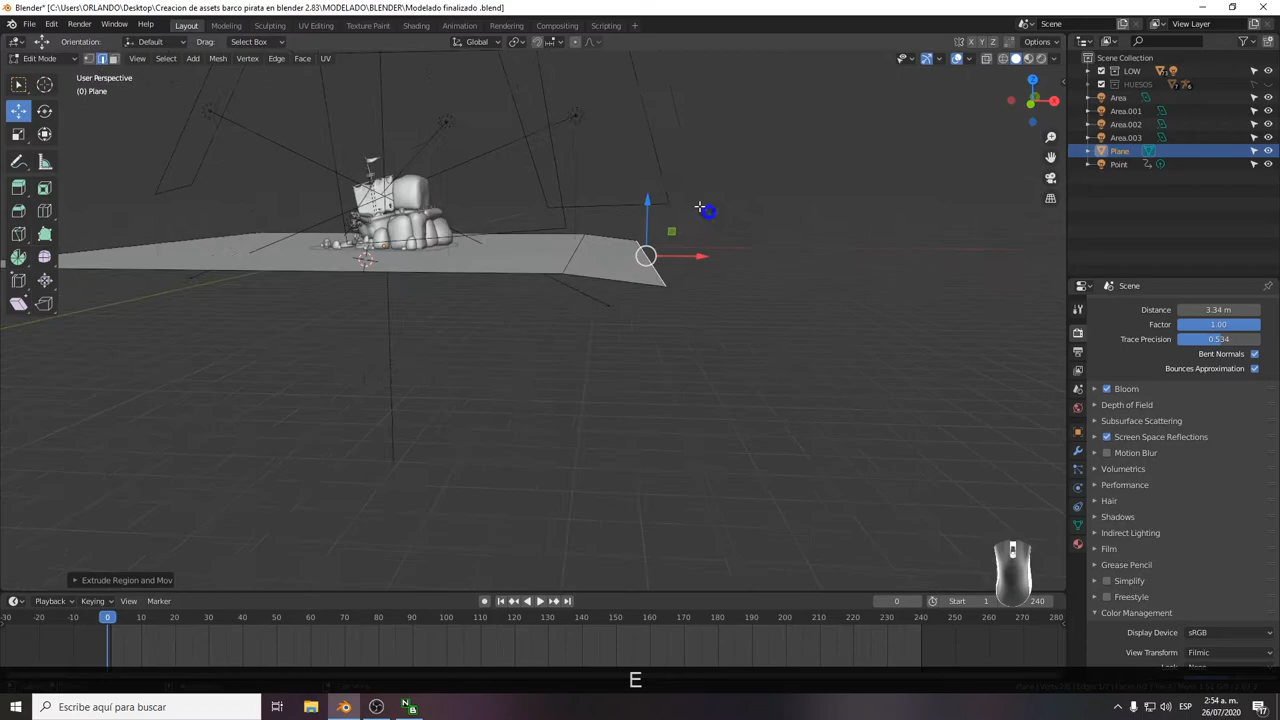 Blender* [C:\Users\ORLANDO\Desktop\Creacion de assets barco pirata en blender 2.83\MODELADO\BLENDER\Modelado finalizado .blend]
File Edit Render Window Help Layout Modeling Sculpting UV Editing Texture Paint Shading Animation Rendering Compositing Scripting Scene View Layer
Orientation: Default Drag: Select Box Global X Y Z Options
Edit Mode View Select Add Mesh Vertex Edge Face UV
User Perspective
(0) Plane
Scene Collection
LOW
HUESOS
Area
Area.001
Area.002
Area.003
Plane
Point
Scene
Distance 3.34 m
Factor 1.00
Trace Precision 0.534
Bent Normals
Bounces Approximation
Bloom
Depth of Field
Subsurface Scattering
Screen Space Reflections
Motion Blur
Volumetrics
Performance
Hair
Shadows
Indirect Lighting
Film
Grease Pencil
Simplify
Freestyle
Color Management
Display Device sRGB
View Transform Filmic
Extrude Region and Mov
Playback Keying View Marker 0 Start 1 240
-30 -20 -10 0 10 20 30 40 50 60 70 80 90 100 110 120 130 140 150 160 170 180 190 200 210 220 230 240 250 260 270 280
E
Escribe aquí para buscar
ESP
2:54 a. m.
26/07/2020
17